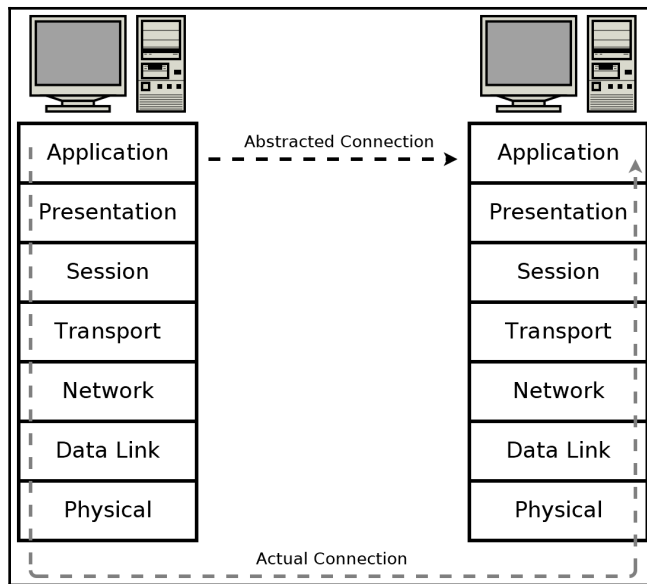 Abstracted Connection
Application
Presentation
Session
Transport
Network
Data Link
Physical
Application
Presentation
Session
Transport
Network
Data Link
Physical
Actual Connection